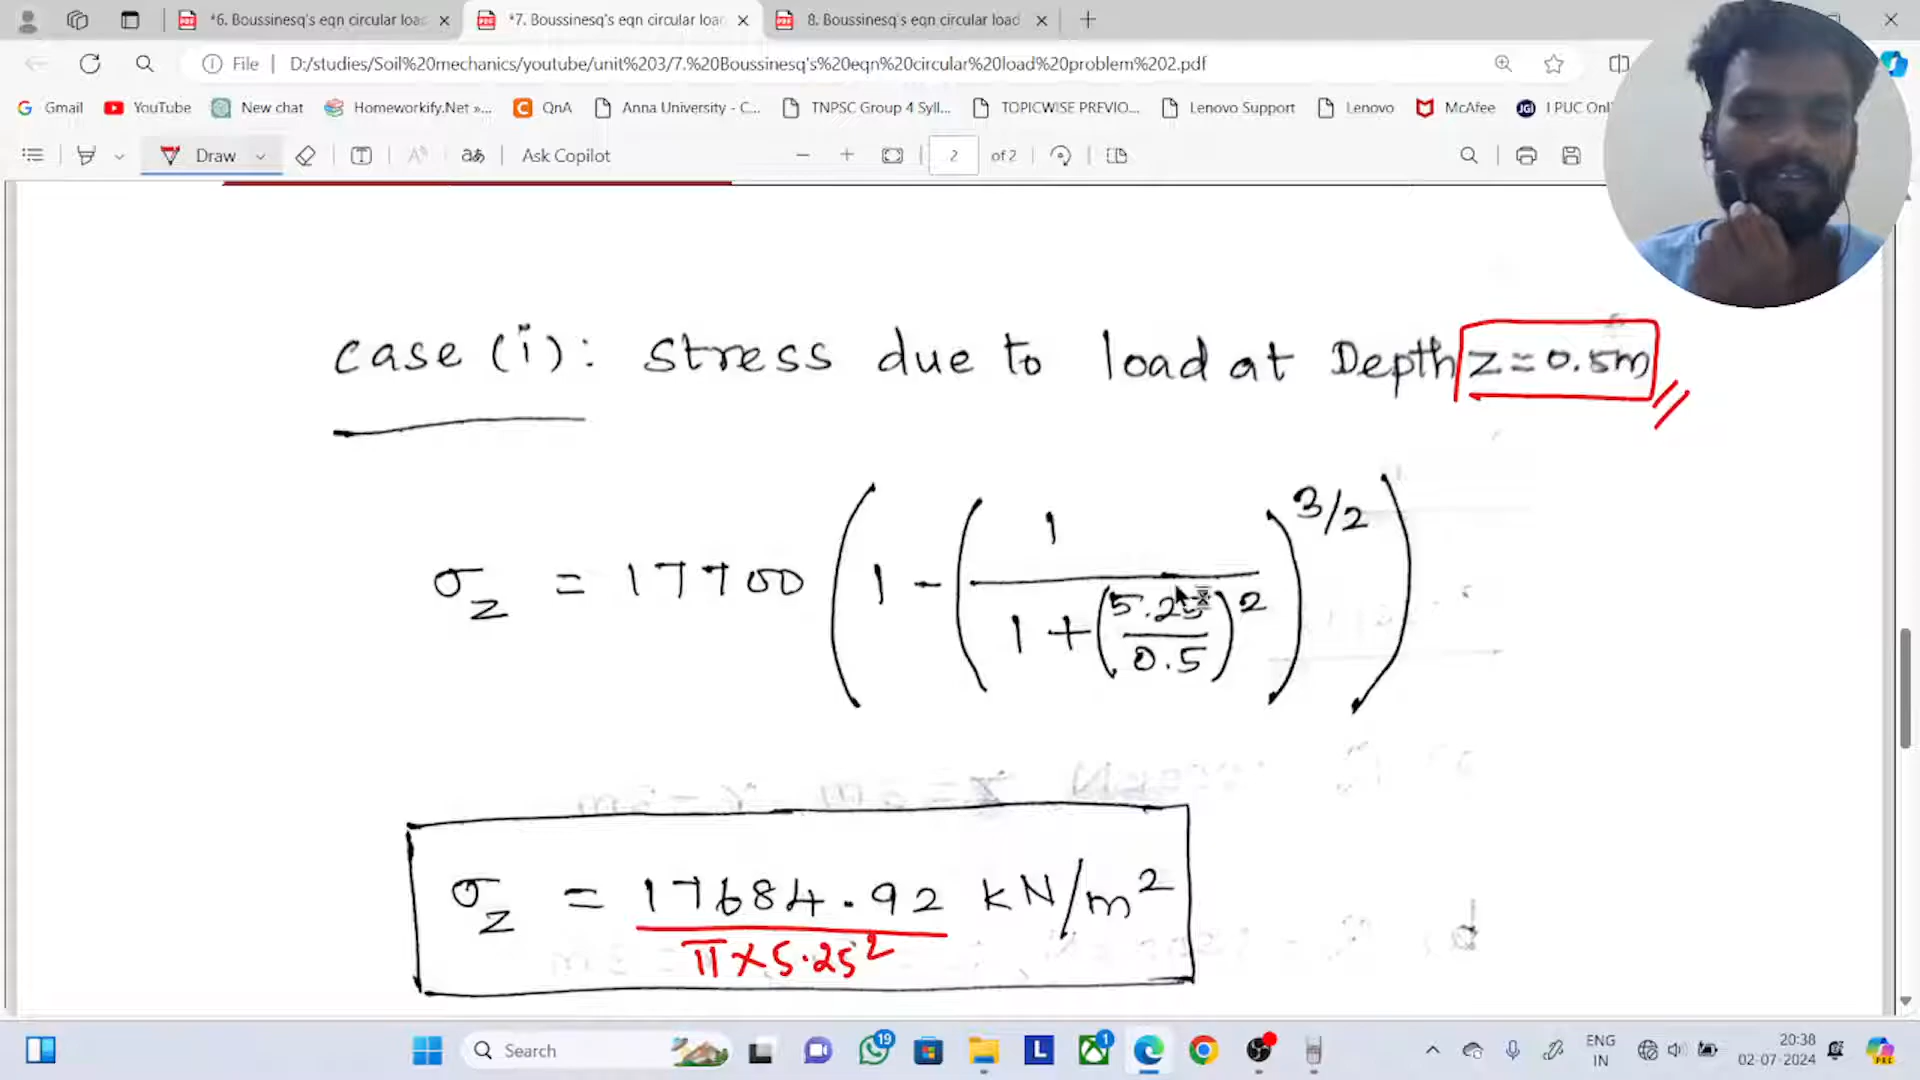 *6. Boussinesq's eqn circular loa
*7. Boussinesq's eqn circular loa
8. Boussinesq's eqn circular load
File
D:/studies/Soil%20mechanics/youtube/unit%203/7.%20Boussinesq's%20eqn%20circular%20load%20problem%202.pdf
Gmail
YouTube
New chat
Homeworkify.Net »...
QnA
Anna University - C...
TNPSC Group 4 Syll...
TOPICWISE PREVIO...
Lenovo Support
Lenovo
McAfee
I PUC Onl
Draw
Ask Copilot
2 of 2
case (i): stress due to load at Depth z = 0.5m
σz = 17700 (1 - (1 / 1 + (5.25 / 0.5)²)^3/2)
σz = 17684.92 kN/m²
π × 5.25²
Search
19
1
ENG
IN
20:38
02-07-2024